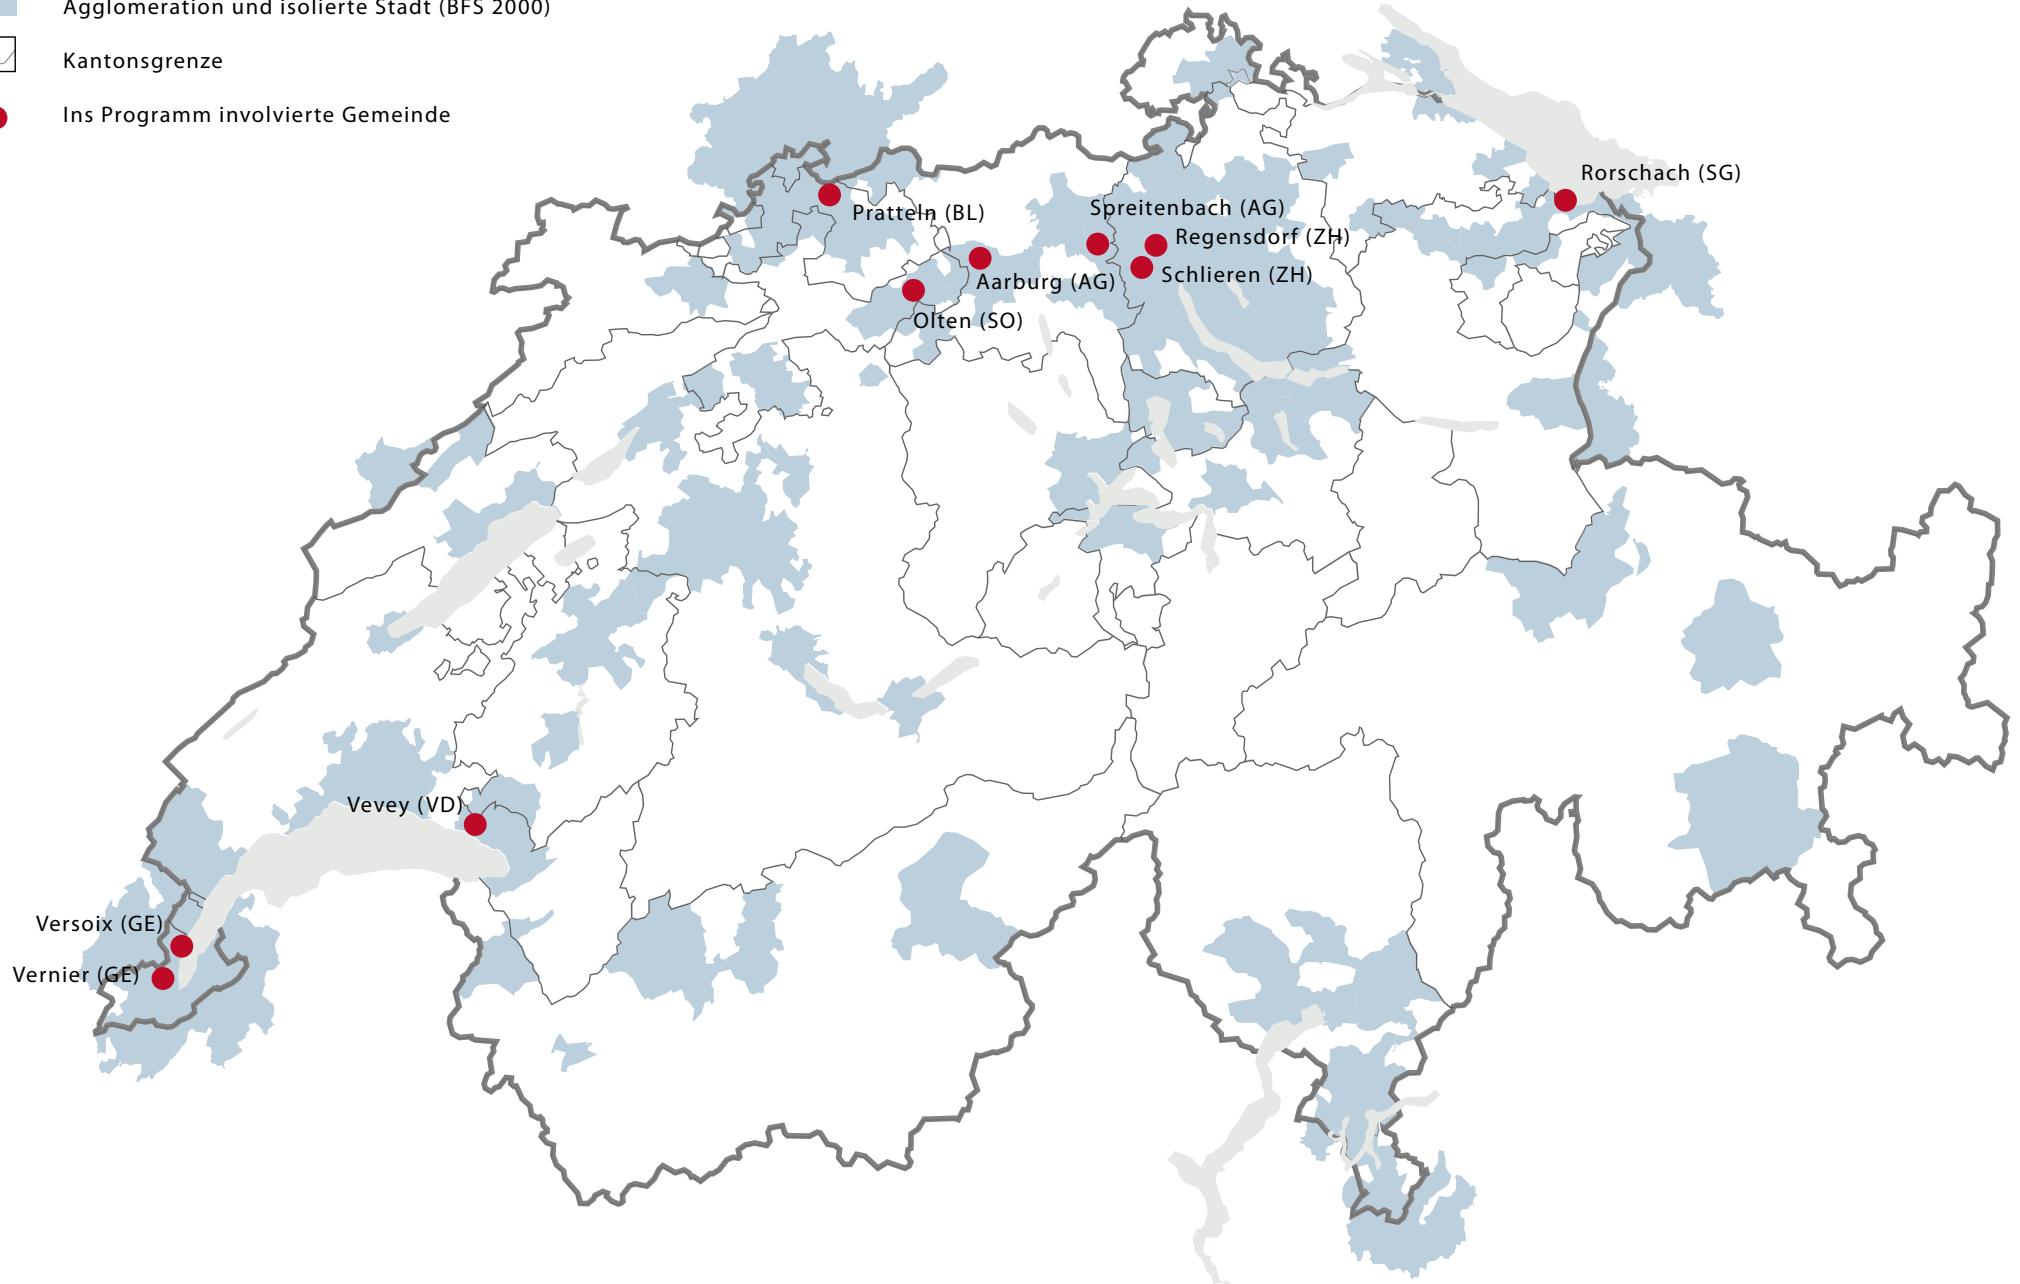 Agglomeration und isolierte Stadt (BFS 2000)
Kantonsgrenze
Ins Programm involvierte Gemeinde
Rorschach (SG)
Pratteln (BL)
Spreitenbach (AG)
Regensdorf (ZH)
Schlieren (ZH)
Aarburg (AG)
Olten (SO)
Vevey (VD)
Versoix (GE)
Vernier (GE)